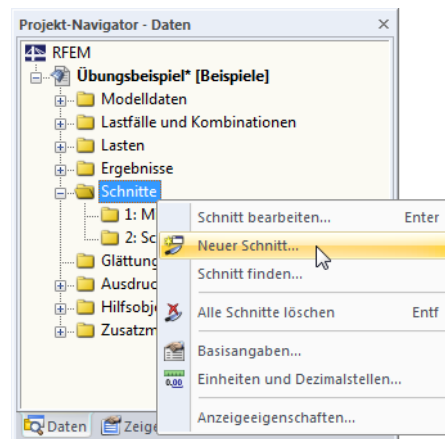 Projekt-Navigator - Daten
RFEM
Übungsbeispiel* [Beispiele]
Modelldaten
Lastfälle und Kombinationen
Lasten
Ergebnisse
Schnitte
1: M
2: Sc
Glättung
Ausdruc
Hilfsobj
Zusatzm
Schnitt bearbeiten... Enter
Neuer Schnitt...
Schnitt finden...
Alle Schnitte löschen Entf
Basisangaben...
0,00 Einheiten und Dezimalstellen...
Anzeigeeigenschaften...
Daten Zeige